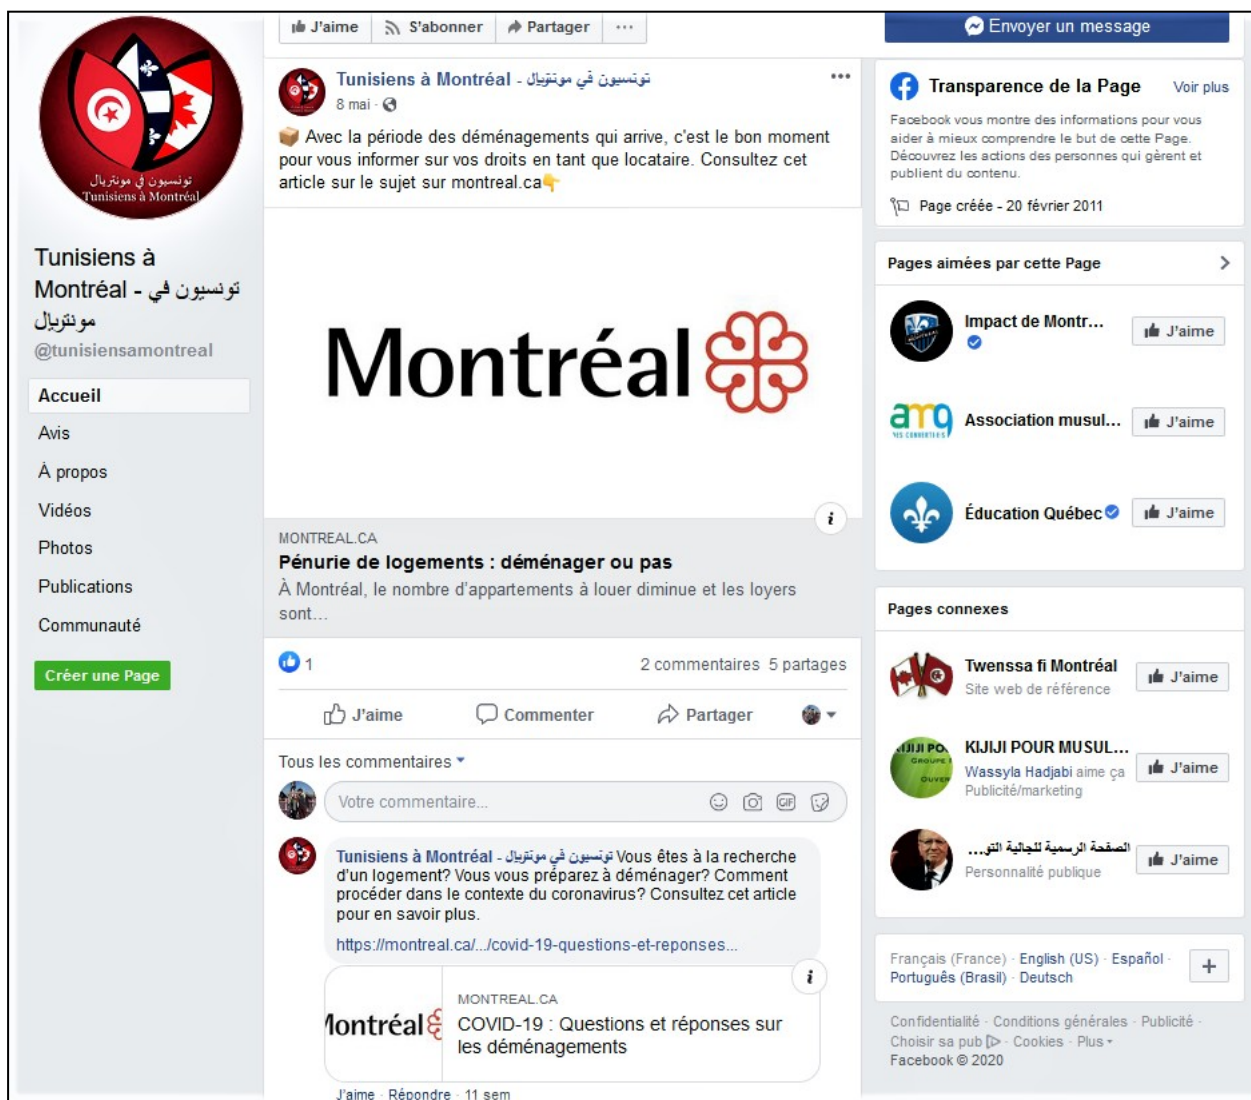 تونسيون في مونتريال
Tunisiens à Montréal
Tunisiens à
Montréal - تونسيون في
مونتريال
@tunisiensamontreal
Accueil
Avis
À propos
Vidéos
Photos
Publications
Communauté
Créer une Page
J'aime S'abonner Partager ...
Tunisiens à Montréal - تونسيون في مونتريال
8 mai ·
Avec la période des déménagements qui arrive, c'est le bon moment
pour vous informer sur vos droits en tant que locataire. Consultez cet
article sur le sujet sur montreal.ca
Montréal
i
MONTREAL.CA
Pénurie de logements : déménager ou pas
À Montréal, le nombre d'appartements à louer diminue et les loyers
sont...
1 2 commentaires 5 partages
J'aime Commenter Partager
Tous les commentaires
Votre commentaire... GIF
Tunisiens à Montréal - تونسيون في مونتريال Vous êtes à la recherche
d'un logement? Vous vous préparez à déménager? Comment
procéder dans le contexte du coronavirus? Consultez cet article
pour en savoir plus.
https://montreal.ca/.../covid-19-questions-et-reponses...
i
Montréal
MONTREAL.CA
COVID-19 : Questions et réponses sur
les déménagements
J'aime · Répondre · 11 sem
Envoyer un message
Transparence de la Page Voir plus
Facebook vous montre des informations pour vous
aider à mieux comprendre le but de cette Page.
Découvrez les actions des personnes qui gèrent et
publient du contenu.
Page créée - 20 février 2011
Pages aimées par cette Page
Impact de Montr... J'aime
amq
Association musul... J'aime
Éducation Québec J'aime
Pages connexes
Twenssa fi Montréal
Site web de référence
J'aime
KIJIJI POUR MUSUL...
Wassyla Hadjabi aime ça
Publicité/marketing
J'aime
الصفحة الرسمية للجالية التو...
Personnalité publique
J'aime
Français (France) · English (US) · Español ·
Português (Brasil) · Deutsch
+
Confidentialité · Conditions générales · Publicité ·
Choisir sa pub · Cookies · Plus
Facebook © 2020